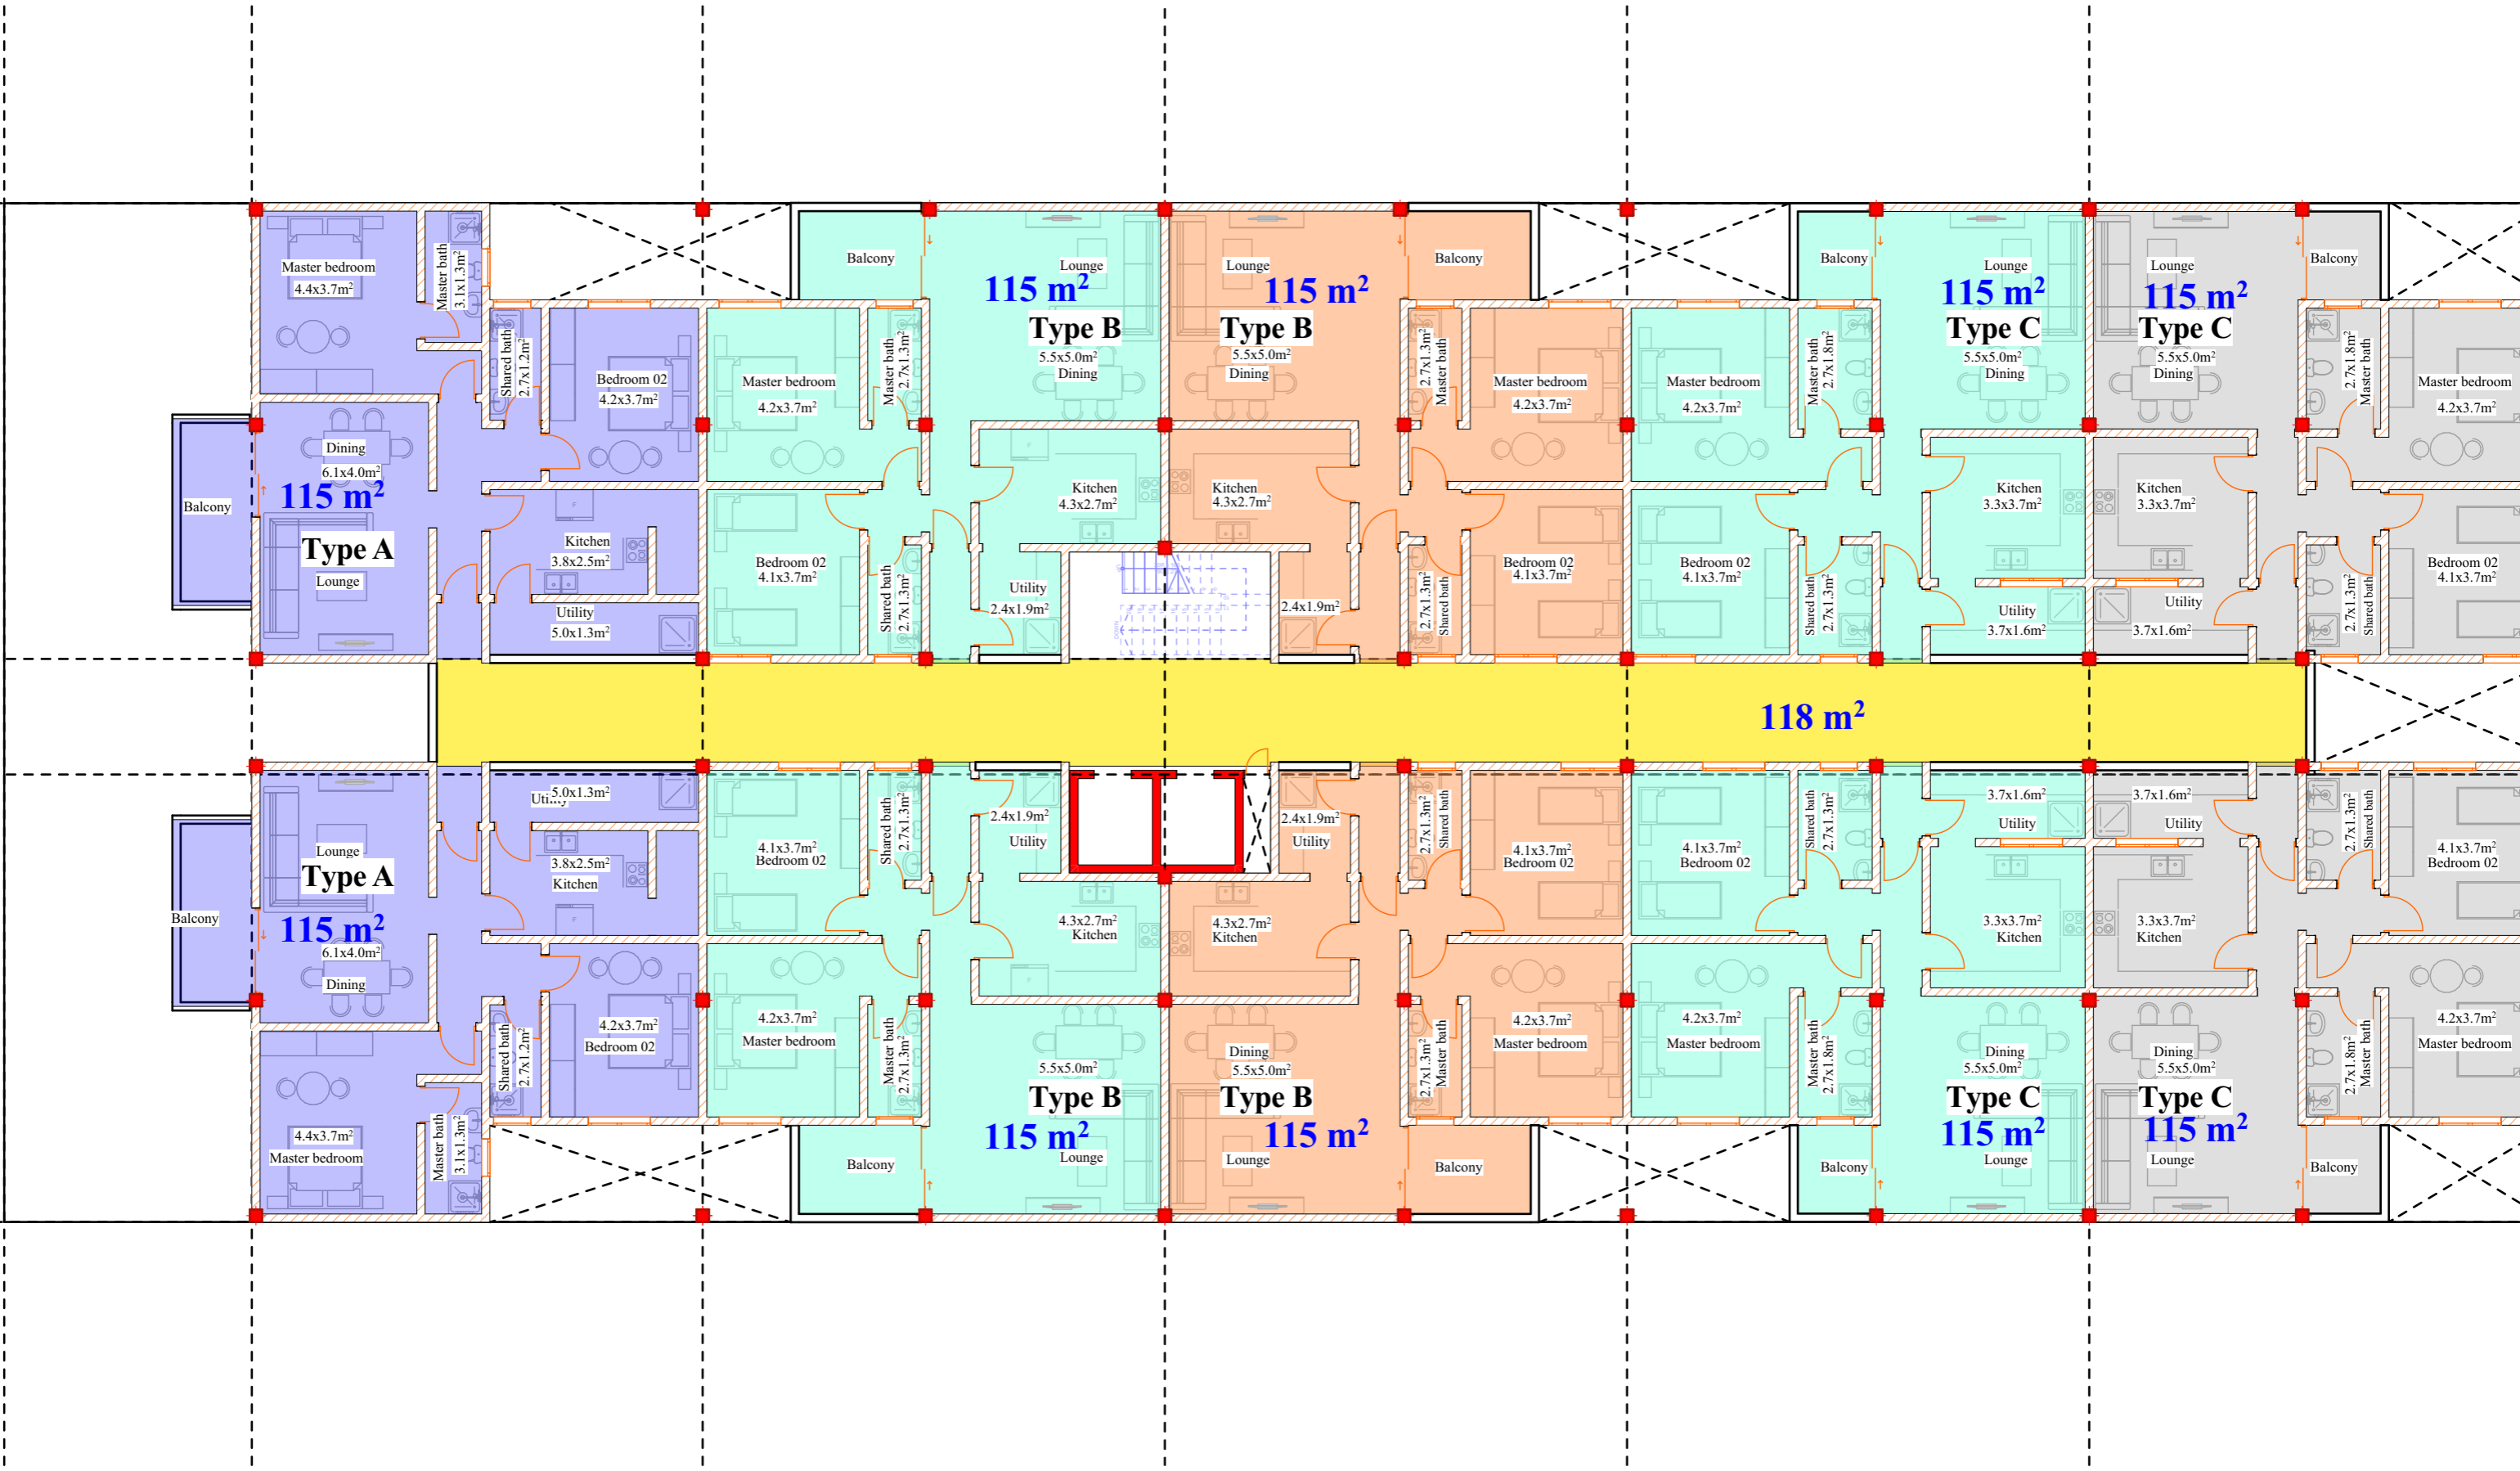 Master bedroom
4.4x3.7m²
Master bath
3.1x1.3m²
Shared bath
2.7x1.2m²
Bedroom 02
4.2x3.7m²
Dining
6.1x4.0m²
115 m²
Type A
Lounge
Balcony
Kitchen
3.8x2.5m²
Utility
5.0x1.3m²
Master bedroom
4.2x3.7m²
Master bath
2.7x1.3m²
Balcony
Lounge
115 m²
Type B
5.5x5.0m²
Dining
Kitchen
4.3x2.7m²
Bedroom 02
4.1x3.7m²
Shared bath
2.7x1.3m²
Utility
2.4x1.9m²
F
DOWN
Lounge
115 m²
Type B
5.5x5.0m²
Dining
Balcony
2.7x1.3m²
Master bath
Master bedroom
4.2x3.7m²
Kitchen
4.3x2.7m²
Bedroom 02
4.1x3.7m²
2.7x1.3m²
Shared bath
2.4x1.9m²
Master bedroom
4.2x3.7m²
Master bath
2.7x1.8m²
Balcony
Lounge
115 m²
Type C
5.5x5.0m²
Dining
Kitchen
3.3x3.7m²
Bedroom 02
4.1x3.7m²
Shared bath
2.7x1.3m²
Utility
3.7x1.6m²
Lounge
115 m²
Type C
5.5x5.0m²
Dining
Balcony
2.7x1.8m²
Master bath
Master bedroom
4.2x3.7m²
Kitchen
3.3x3.7m²
Utility
3.7x1.6m²
2.7x1.3m²
Shared bath
Bedroom 02
4.1x3.7m²
118 m²
5.0x1.3m²
Utility
Lounge
Type A
115 m²
6.1x4.0m²
Dining
Balcony
3.8x2.5m²
Kitchen
F
4.2x3.7m²
Bedroom 02
Shared bath
2.7x1.2m²
4.4x3.7m²
Master bedroom
Master bath
3.1x1.3m²
4.1x3.7m²
Bedroom 02
Shared bath
2.7x1.3m²
2.4x1.9m²
Utility
4.3x2.7m²
Kitchen
F
4.2x3.7m²
Master bedroom
Master bath
2.7x1.3m²
5.5x5.0m²
Type B
115 m²
Lounge
Balcony
2.4x1.9m²
Utility
2.7x1.3m²
Shared bath
4.1x3.7m²
Bedroom 02
4.3x2.7m²
Kitchen
Dining
5.5x5.0m²
Type B
115 m²
Lounge
Balcony
2.7x1.3m²
Master bath
4.2x3.7m²
Master bedroom
4.1x3.7m²
Bedroom 02
Shared bath
2.7x1.3m²
3.7x1.6m²
Utility
3.3x3.7m²
Kitchen
4.2x3.7m²
Master bedroom
Master bath
2.7x1.8m²
Dining
5.5x5.0m²
Type C
115 m²
Lounge
Balcony
3.7x1.6m²
Utility
3.3x3.7m²
Kitchen
2.7x1.3m²
Shared bath
4.1x3.7m²
Bedroom 02
Dining
5.5x5.0m²
Type C
115 m²
Lounge
Balcony
2.7x1.8m²
Master bath
4.2x3.7m²
Master bedroom